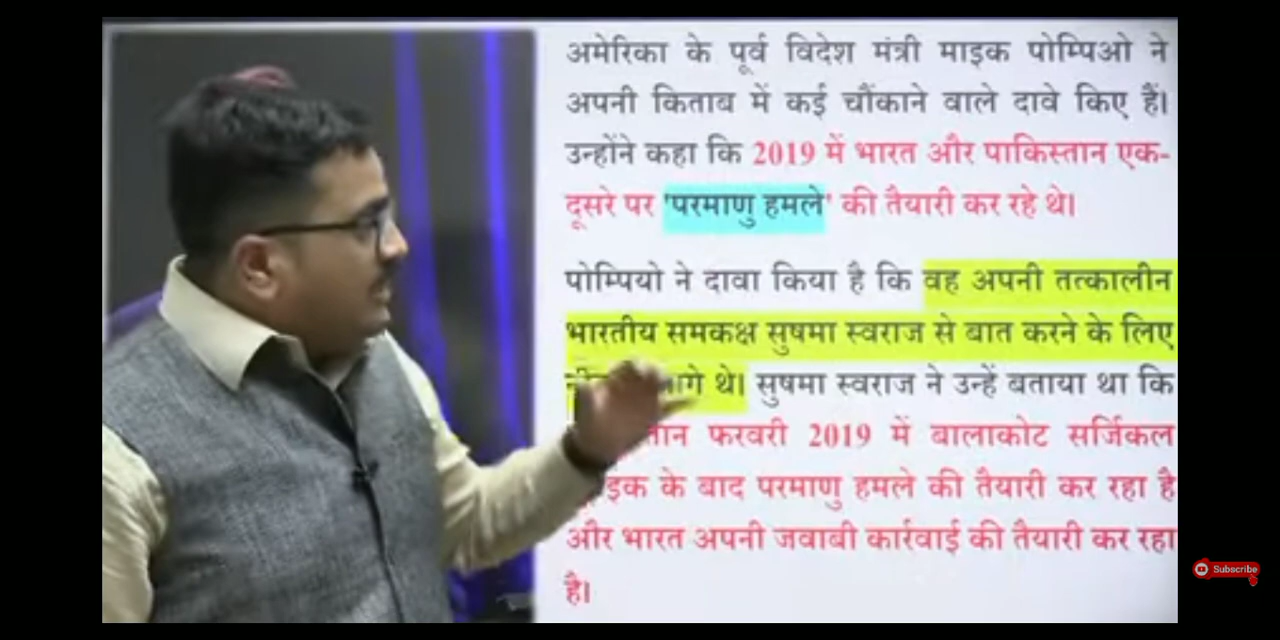 अमेरिका के पूर्व विदेश मंत्री माइक पोम्पिओ ने
अपनी किताब में कई चौंकाने वाले दावे किए हैं।
उन्होंने कहा कि 2019 में भारत और पाकिस्तान एक-
दूसरे पर 'परमाणु हमले' की तैयारी कर रहे थे।
पोम्पियो ने दावा किया है कि वह अपनी तत्कालीन
भारतीय समकक्ष सुषमा स्वराज से बात करने के लिए
थे। सुषमा स्वराज ने उन्हें बताया था कि
फरवरी 2019 में बालाकोट सर्जिकल
के बाद परमाणु हमले की तैयारी कर रहा है
और भारत अपनी जवाबी कार्रवाई की तैयारी कर रहा
है।
Subscribe